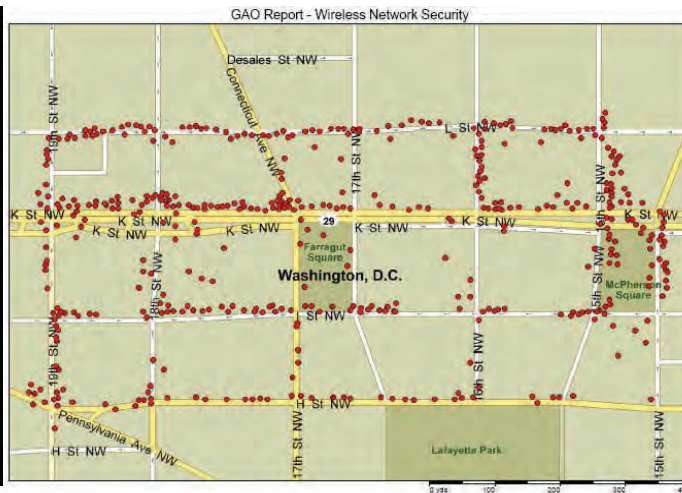 GAO Report - Wireless Network Security
Desales St NW
Connecticut Ave NW
19th St NW
17th St NW
L St NW
K St NW
29
K St NW
K St NW
K St NW
K St NW
K St NW
16th St NW
Farragut
Square
Washington, D.C.
18th St NW
15th St NW
McPherson
Square
I St NW
19th St NW
16th St NW
H St NW
Pennsylvania Ave NW
H St NW
17th St NW
Lafayette Park
15th St NW
0 yds
100
200
300